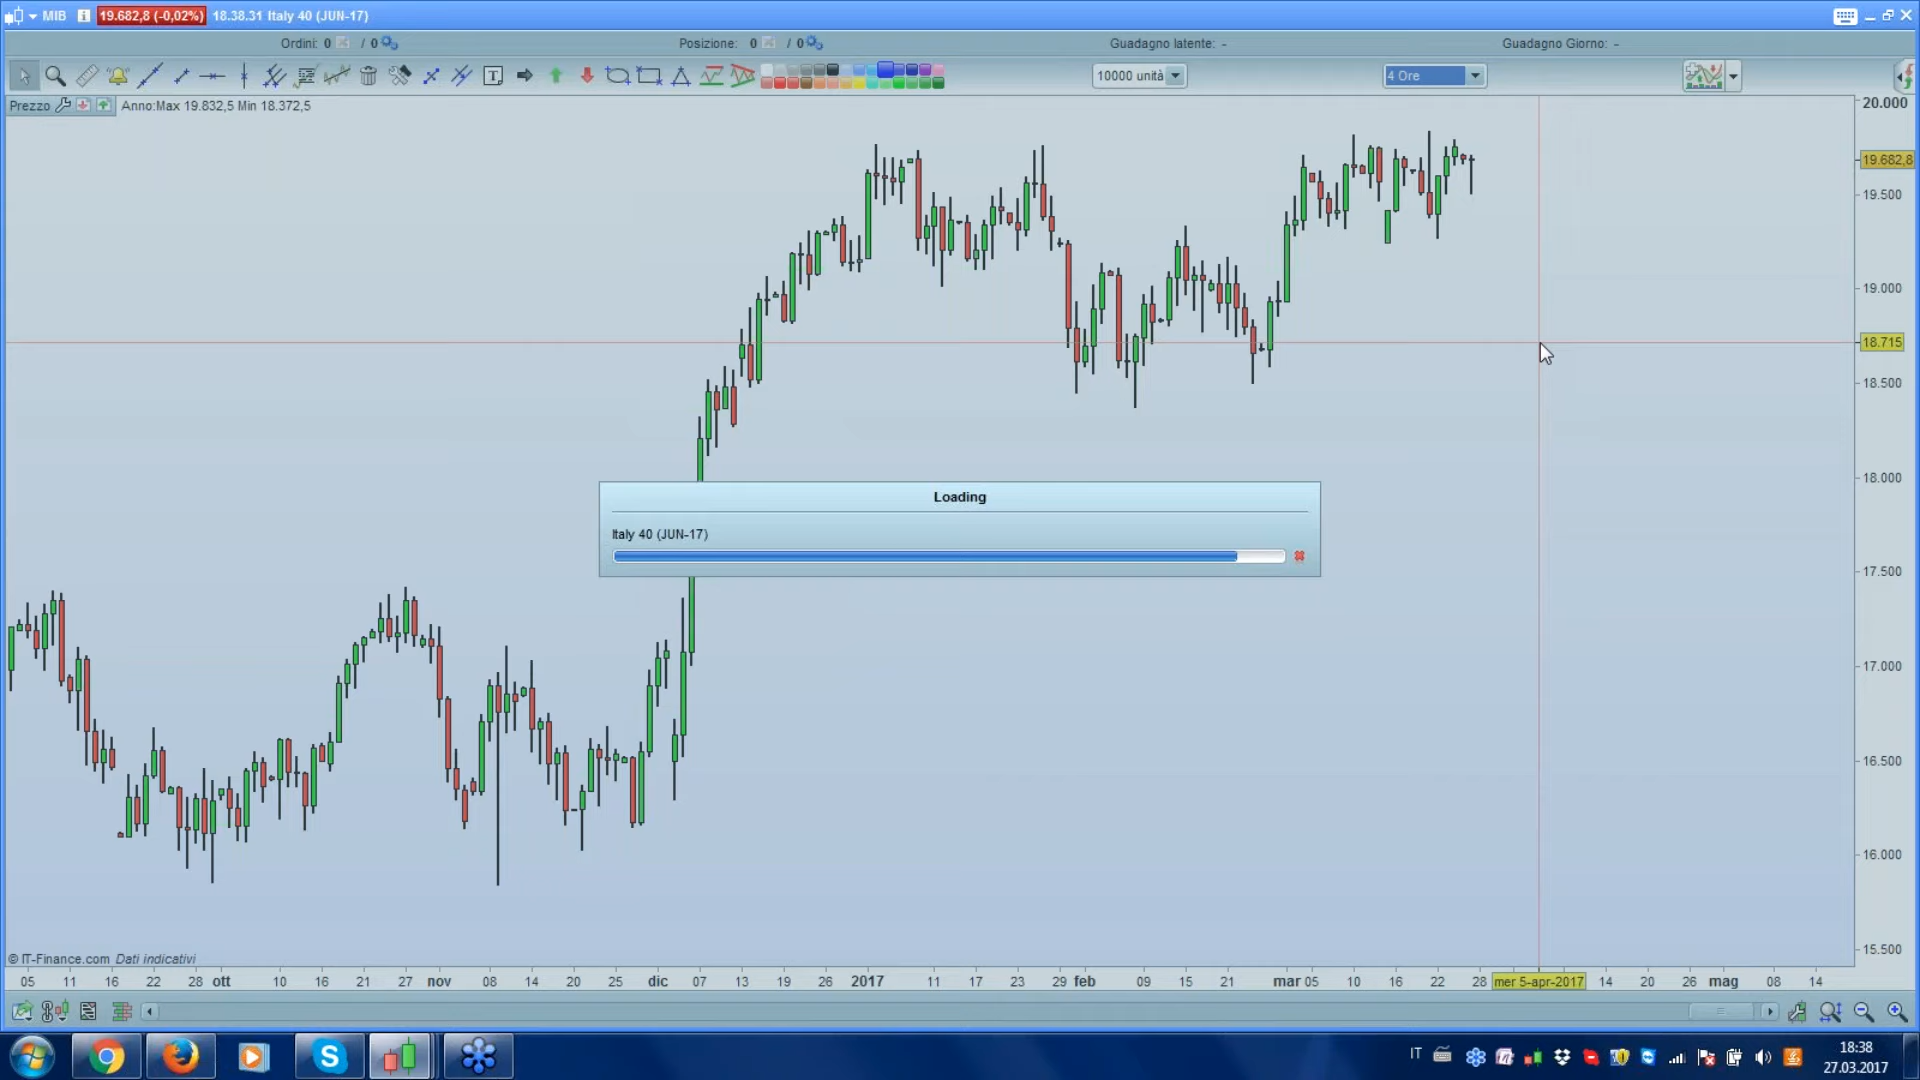 MIB 19.682,8 (-0,02%) 18.38.31 Italy 40 (JUN-17)
Ordini: 0 / 0 Posizione: 0 / 0 Guadagno latente: - Guadagno Giorno: -
10000 unità 4 Ore
Prezzo Anno:Max 19.832,5 Min 18.372,5
20.000
19.682,8
19.500
19.000
18.715
18.500
18.000
17.500
17.000
16.500
16.000
15.500
Loading
Italy 40 (JUN-17)
© IT-Finance.com Dati indicativi
05 11 16 22 28 ott 10 16 21 27 nov 08 14 20 25 dic 07 13 19 26 2017 11 17 23 29 feb 09 15 21 mar 05 10 16 22 28 mer 5-apr-2017 14 20 26 mag 08 14
IT 18:38
27.03.2017